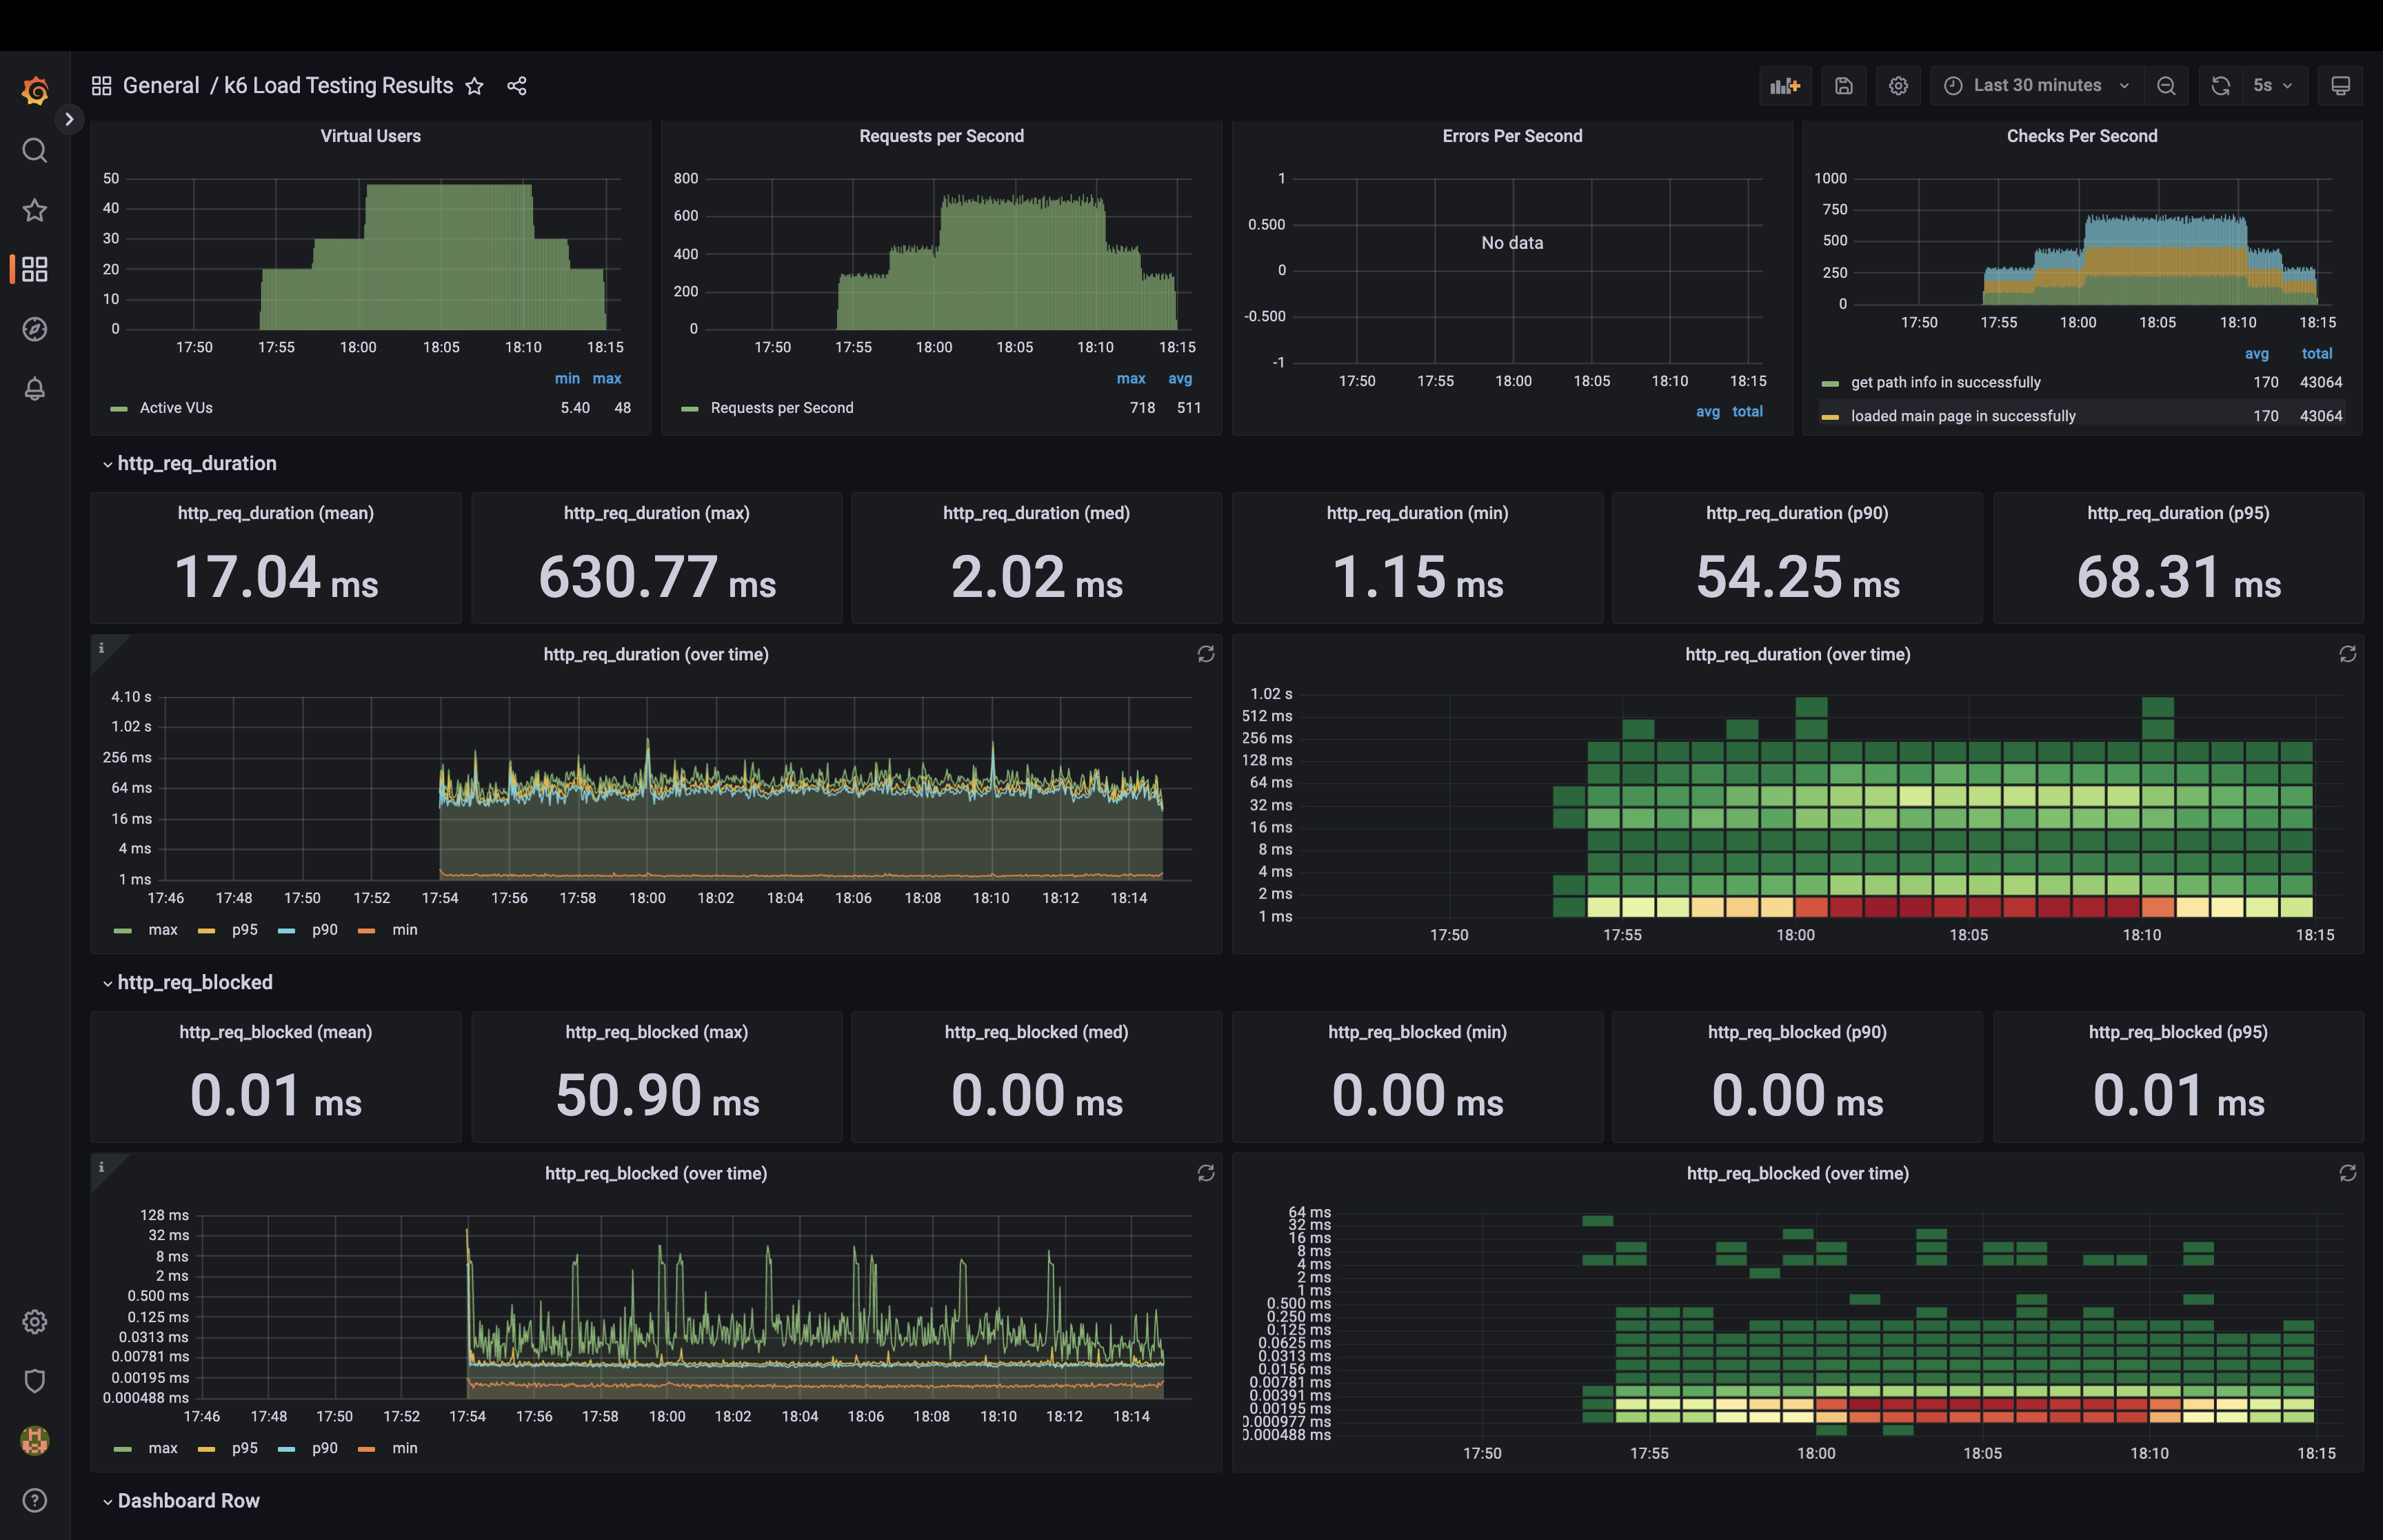 General / k6 Load Testing Results
Last 30 minutes
5s
Virtual Users
50
40
30
20
10
0
17:50 17:55 18:00 18:05 18:10 18:15
min max
Active VUs 5.40 48
Requests per Second
800
600
400
200
0
17:50 17:55 18:00 18:05 18:10 18:15
max avg
Requests per Second 718 511
Errors Per Second
1
0.500
0
-0.500
-1
No data
17:50 17:55 18:00 18:05 18:10 18:15
avg total
Checks Per Second
1000
750
500
250
0
17:50 17:55 18:00 18:05 18:10 18:15
avg total
get path info in successfully 170 43064
loaded main page in successfully 170 43064
http_req_duration
http_req_duration (mean)
17.04 ms
http_req_duration (max)
630.77 ms
http_req_duration (med)
2.02 ms
http_req_duration (min)
1.15 ms
http_req_duration (p90)
54.25 ms
http_req_duration (p95)
68.31 ms
http_req_duration (over time)
4.10 s
1.02 s
256 ms
64 ms
16 ms
4 ms
1 ms
17:46 17:48 17:50 17:52 17:54 17:56 17:58 18:00 18:02 18:04 18:06 18:08 18:10 18:12 18:14
max p95 p90 min
http_req_duration (over time)
1.02 s
512 ms
256 ms
128 ms
64 ms
32 ms
16 ms
8 ms
4 ms
2 ms
1 ms
17:50 17:55 18:00 18:05 18:10 18:15
http_req_blocked
http_req_blocked (mean)
0.01 ms
http_req_blocked (max)
50.90 ms
http_req_blocked (med)
0.00 ms
http_req_blocked (min)
0.00 ms
http_req_blocked (p90)
0.00 ms
http_req_blocked (p95)
0.01 ms
http_req_blocked (over time)
128 ms
32 ms
8 ms
2 ms
0.500 ms
0.125 ms
0.0313 ms
0.00781 ms
0.00195 ms
0.000488 ms
17:46 17:48 17:50 17:52 17:54 17:56 17:58 18:00 18:02 18:04 18:06 18:08 18:10 18:12 18:14
max p95 p90 min
http_req_blocked (over time)
64 ms
32 ms
16 ms
8 ms
4 ms
2 ms
1 ms
0.500 ms
0.250 ms
0.125 ms
0.0625 ms
0.0313 ms
0.0156 ms
0.00781 ms
0.00391 ms
0.00195 ms
0.000977 ms
0.000488 ms
17:50 17:55 18:00 18:05 18:10 18:15
Dashboard Row